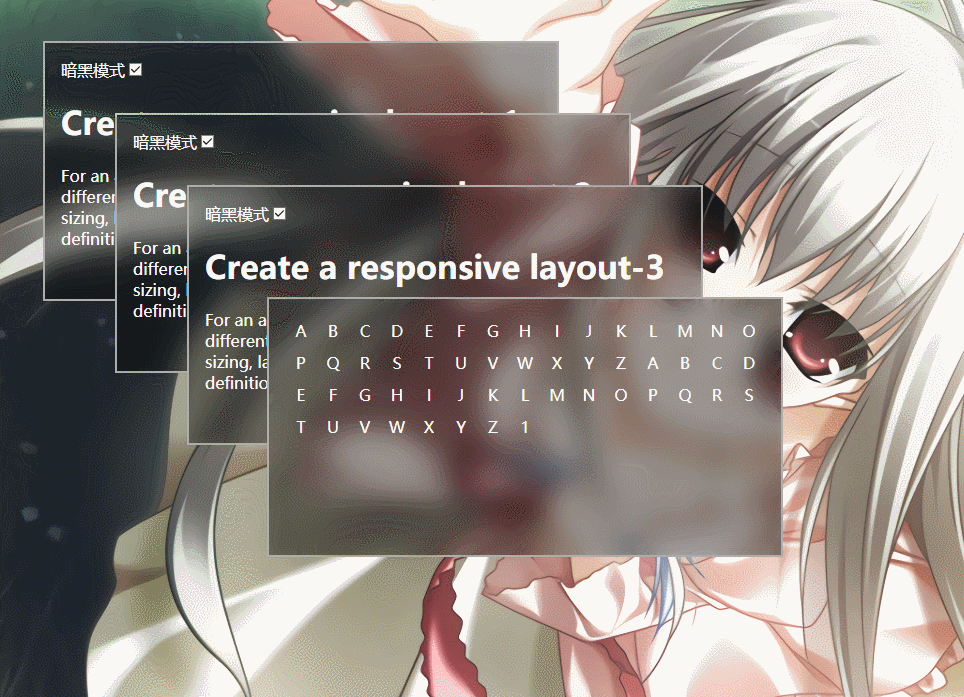 暗黑模式
Cre
For an
differen
sizing,
definiti
暗黑模式
Cre
For an
differen
sizing,
definiti
暗黑模式
Create a responsive layout-3
For an a
different
sizing, la
definitio
A B C D E F G H I J K L M N O
P Q R S T U V W X Y Z A B C D
E F G H I J K L M N O P Q R S
T U V W X Y Z 1